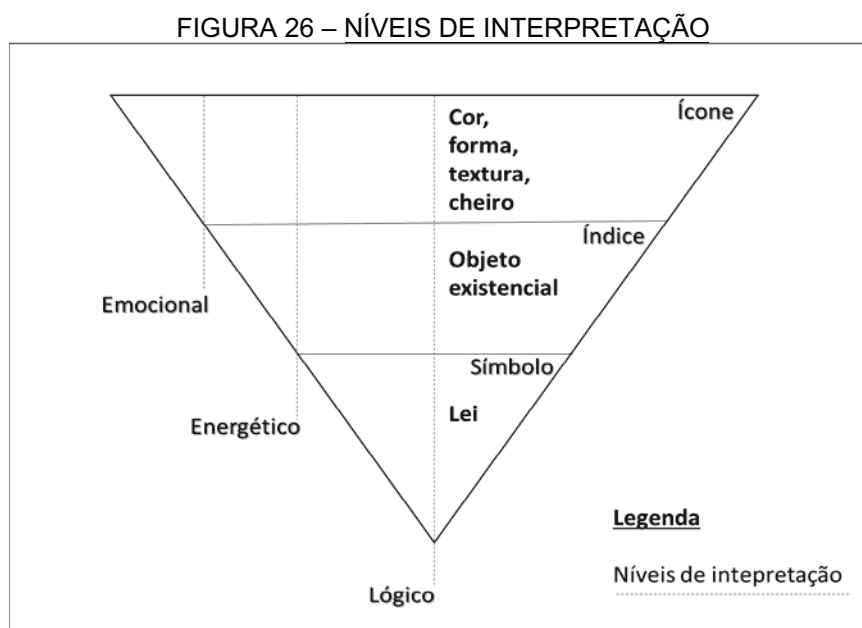 FIGURA 26 – NÍVEIS DE INTERPRETAÇÃO
Ícone
Cor,
forma,
textura,
cheiro
Índice
Objeto
existencial
Emocional
Símbolo
Lei
Energético
Legenda
Níveis de intepretação
Lógico